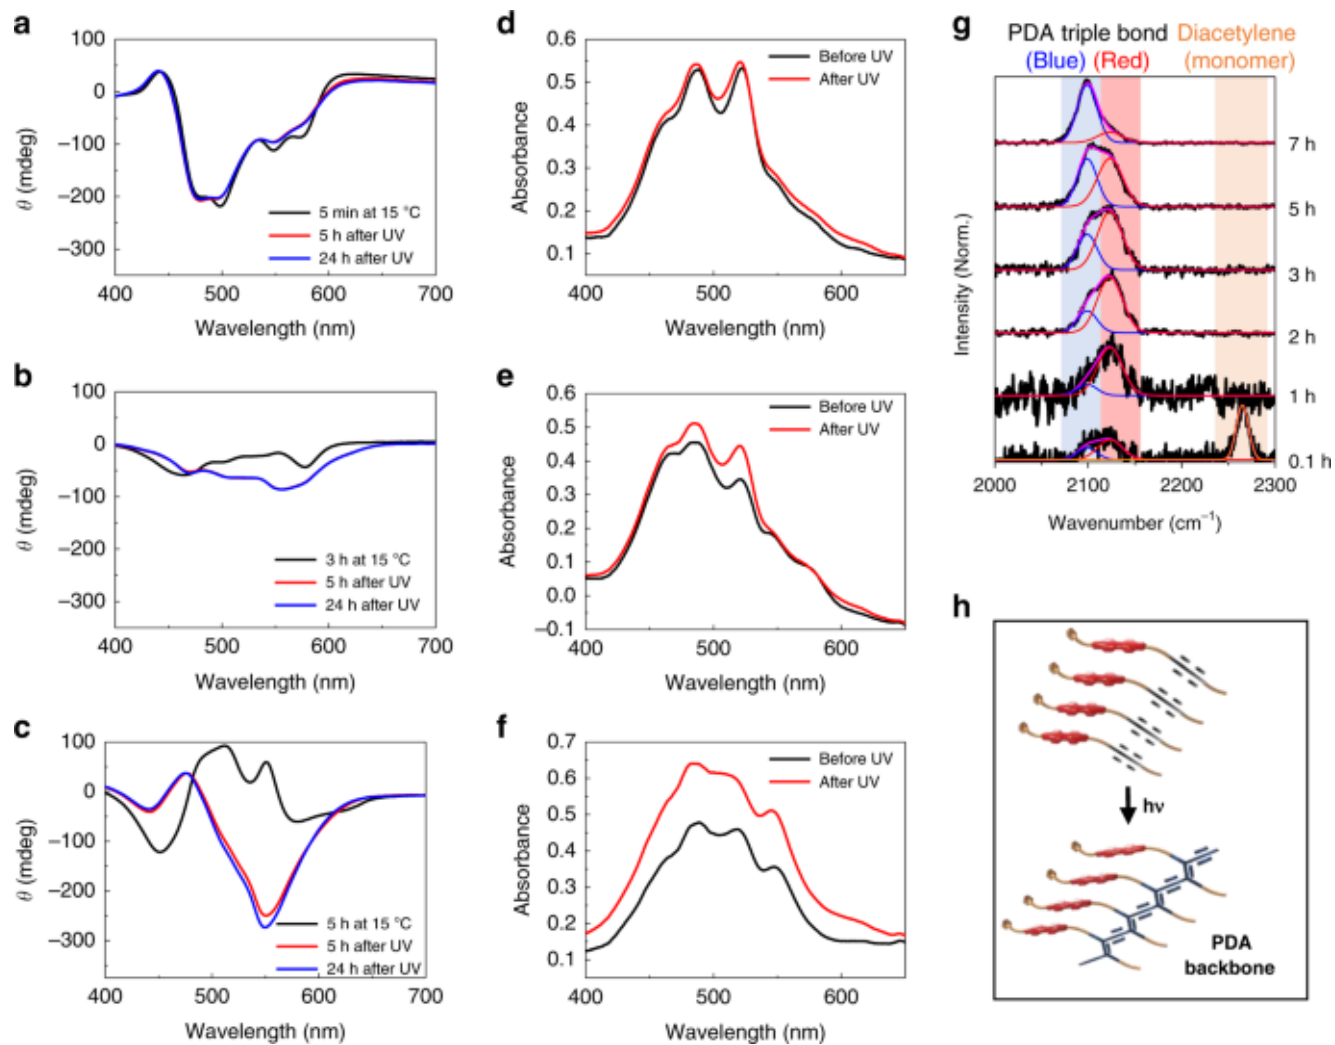 a
100
0
−100
−200
−300
θ (mdeg)
5 min at 15 °C
5 h after UV
24 h after UV
400
500
600
700
Wavelength (nm)
b
100
0
−100
−200
−300
θ (mdeg)
3 h at 15 °C
5 h after UV
24 h after UV
400
500
600
700
Wavelength (nm)
c
100
0
−100
−200
−300
θ (mdeg)
5 h at 15 °C
5 h after UV
24 h after UV
400
500
600
700
Wavelength (nm)
d
0.6
0.5
0.4
0.3
0.2
0.1
Absorbance
Before UV
After UV
400
500
600
Wavelength (nm)
e
0.6
0.5
0.4
0.3
0.2
0.1
0.0
−0.1
Absorbance
Before UV
After UV
400
500
600
Wavelength (nm)
f
0.7
0.6
0.5
0.4
0.3
0.2
0.1
Absorbance
Before UV
After UV
400
500
600
Wavelength (nm)
g
PDA triple bond
(Blue) (Red)
Diacetylene
(monomer)
7 h
5 h
3 h
2 h
1 h
0.1 h
Intensity (Norm.)
2000
2100
2200
2300
Wavenumber (cm⁻¹)
h
hν
PDA
backbone